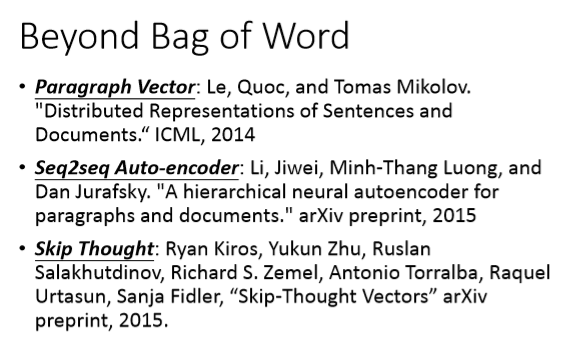 Beyond Bag of Word
• Paragraph Vector: Le, Quoc, and Tomas Mikolov.
"Distributed Representations of Sentences and
Documents.“ ICML, 2014
• Seq2seq Auto-encoder: Li, Jiwei, Minh-Thang Luong, and
Dan Jurafsky. "A hierarchical neural autoencoder for
paragraphs and documents." arXiv preprint, 2015
• Skip Thought: Ryan Kiros, Yukun Zhu, Ruslan
Salakhutdinov, Richard S. Zemel, Antonio Torralba, Raquel
Urtasun, Sanja Fidler, “Skip-Thought Vectors” arXiv
preprint, 2015.